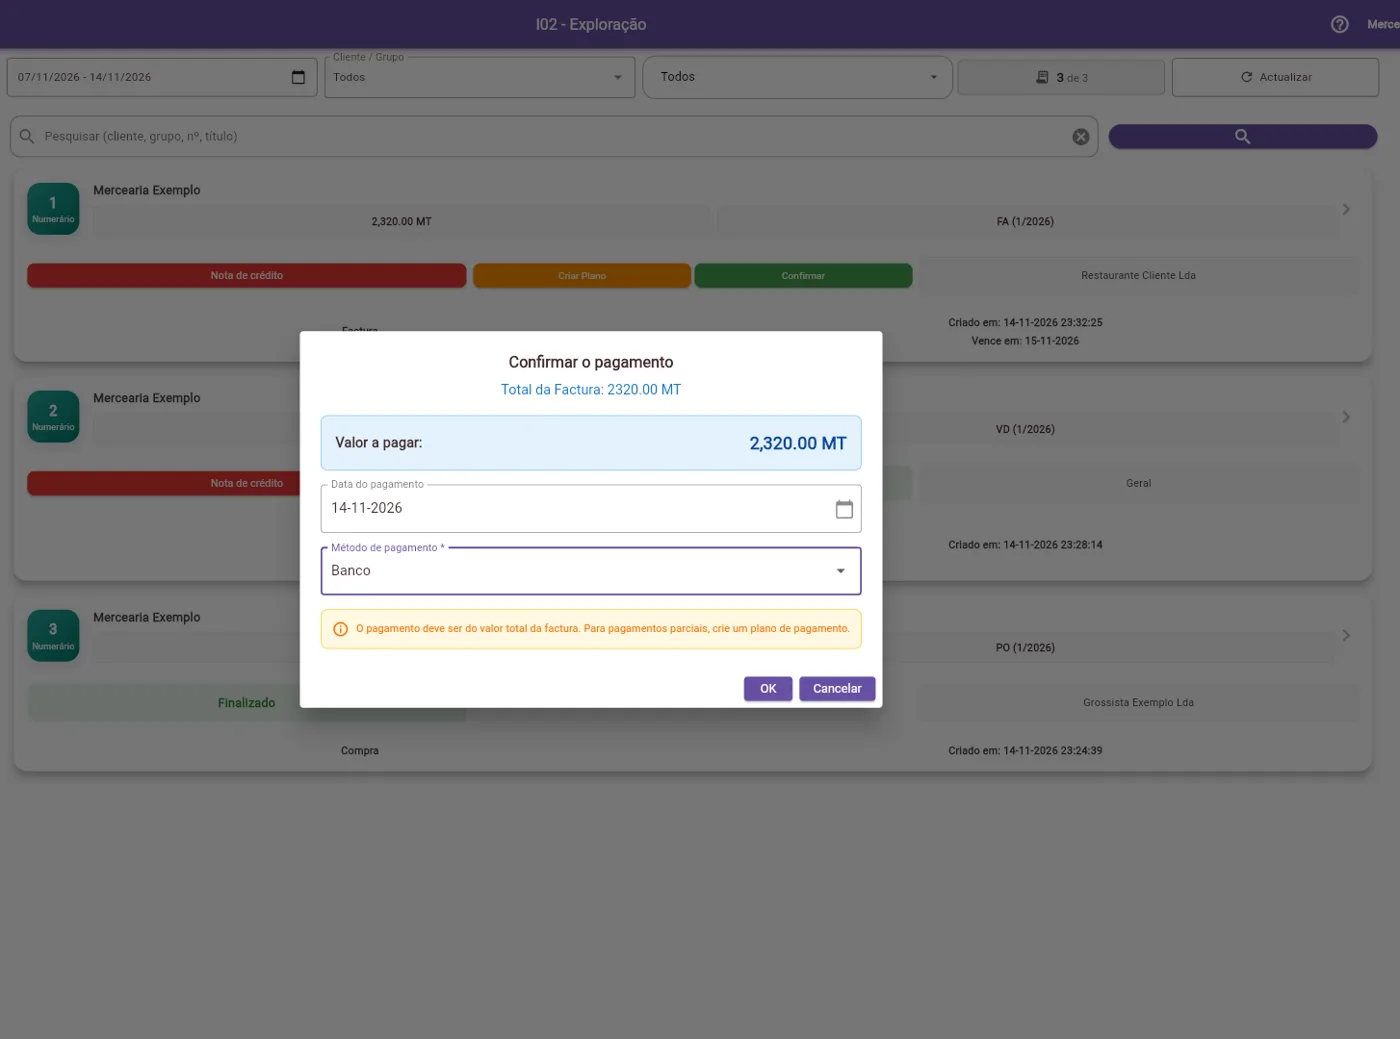 I02 - Exploração
Merce
07/11/2026 - 14/11/2026
Cliente / Grupo
Todos
Todos
3 de 3
Actualizar
Pesquisar (cliente, grupo, nº, título)
1
Numerário
Mercearia Exemplo
2,320.00 MT
FA (1/2026)
Nota de crédito
Criar Plano
Confirmar
Restaurante Cliente Lda
Factura
Criado em: 14-11-2026 23:32:25
Vence em: 15-11-2026
2
Numerário
Mercearia Exemplo
VD (1/2026)
Nota de crédito
Geral
Criado em: 14-11-2026 23:28:14
3
Numerário
Mercearia Exemplo
PO (1/2026)
Finalizado
Grossista Exemplo Lda
Compra
Criado em: 14-11-2026 23:24:39
Confirmar o pagamento
Total da Factura: 2320.00 MT
Valor a pagar:
2,320.00 MT
Data do pagamento
14-11-2026
Método de pagamento *
Banco
O pagamento deve ser do valor total da factura. Para pagamentos parciais, crie um plano de pagamento.
OK
Cancelar